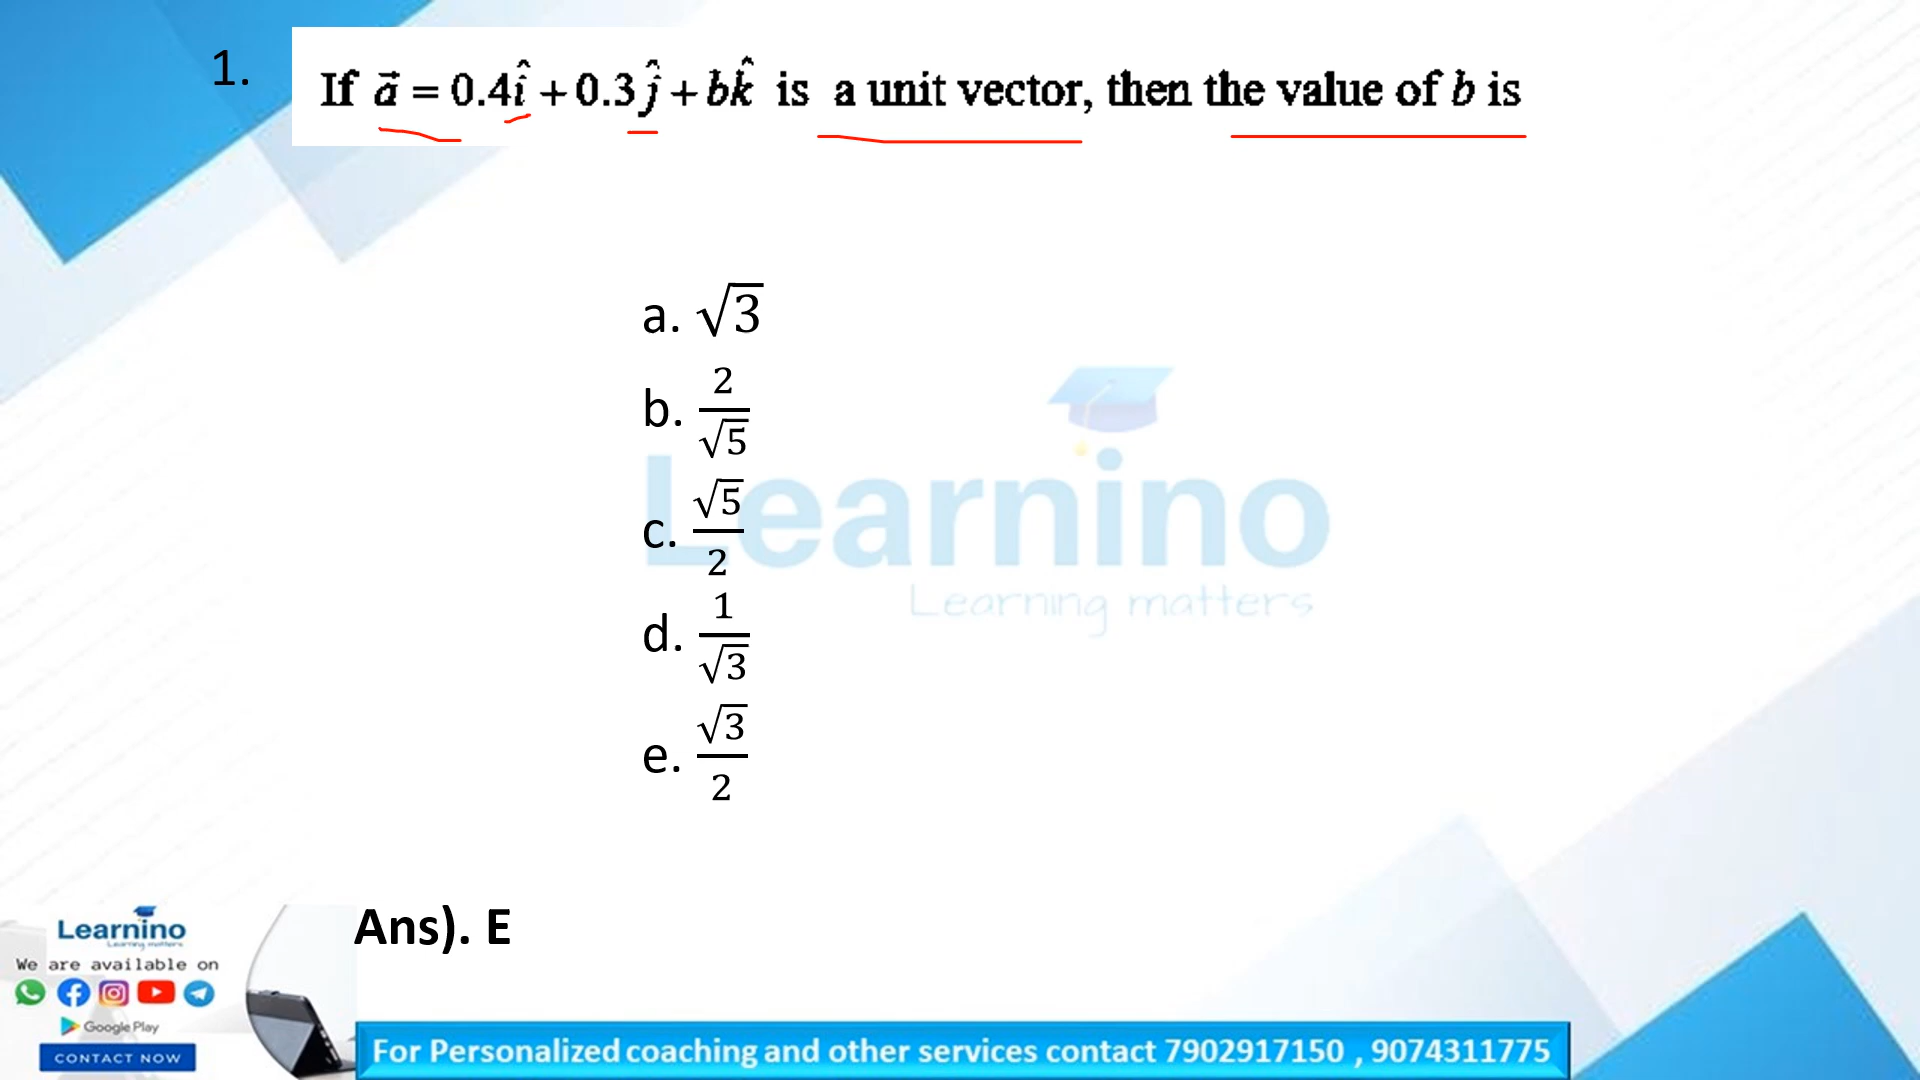 1.
If a⃗ = 0.4î + 0.3ĵ + bk̂ is a unit vector, then the value of b is
a. √3
b. 2/√5
c. √5/2
d. 1/√3
e. √3/2
Learnino
Learning matters
Ans). E
Learnino
Learning matters
We are available on
Google Play
CONTACT NOW
For Personalized coaching and other services contact 7902917150 , 9074311775